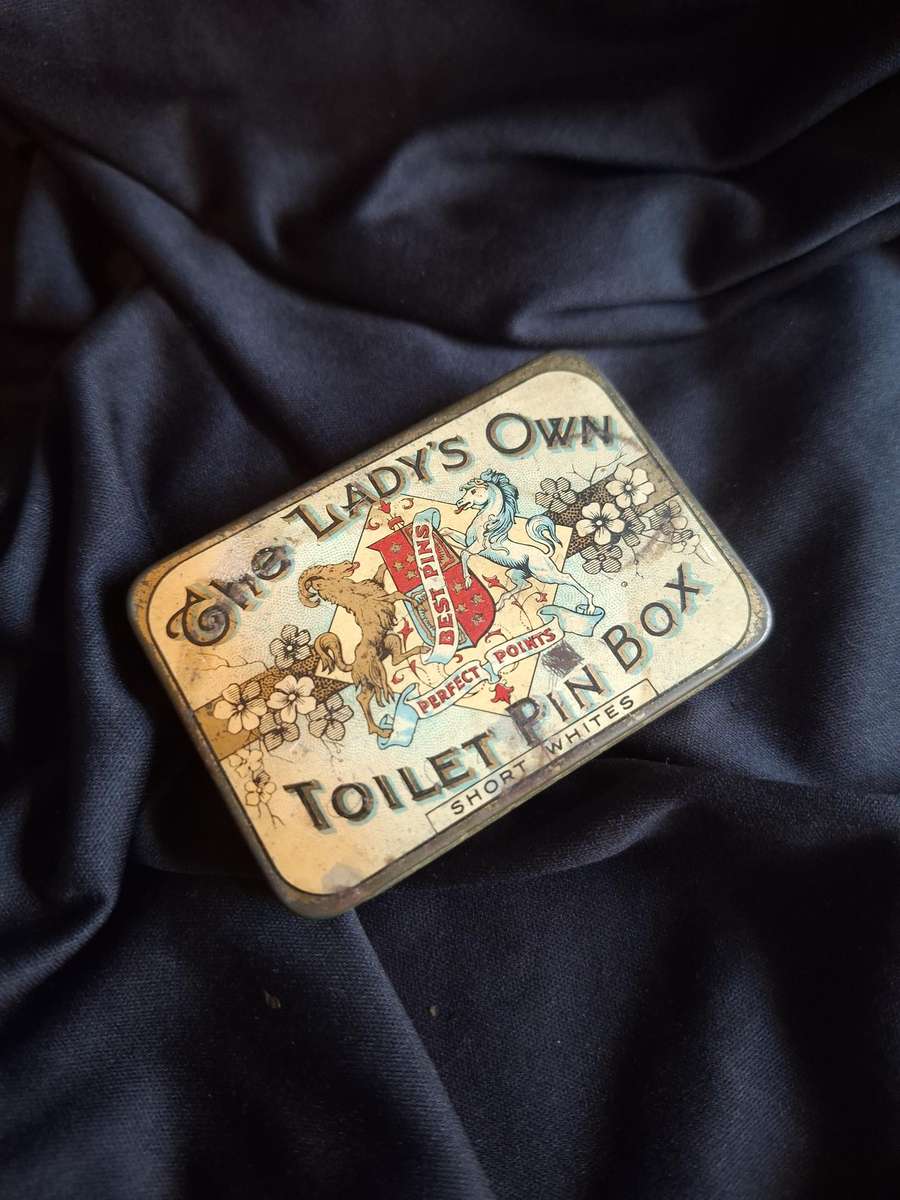 The LADY'S OWN
BEST PINS
PERFECT POINTS
TOILET PIN BOX
SHORT WHITES